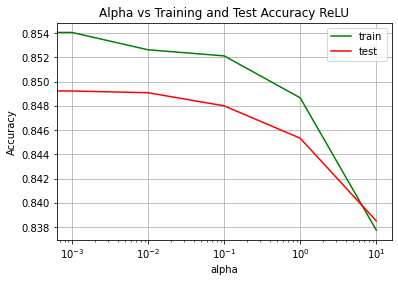 Alpha vs Training and Test Accuracy ReLU
train
test
Accuracy
0.854
0.852
0.850
0.848
0.846
0.844
0.842
0.840
0.838
10⁻³
10⁻²
10⁻¹
10⁰
10¹
alpha